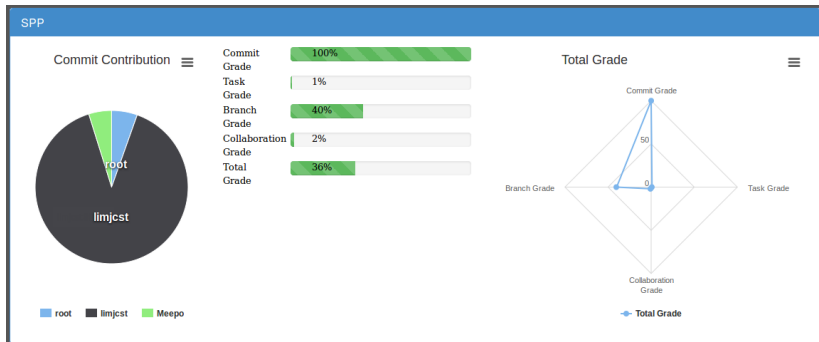 SPP
Commit Contribution
root
limjcst
root limjcst Meepo
Commit
Grade
100%
Task
Grade
1%
Branch
Grade
40%
Collaboration
Grade
2%
Total
Grade
36%
Total Grade
Commit Grade
50
0
Branch Grade
Task Grade
Collaboration
Grade
Total Grade